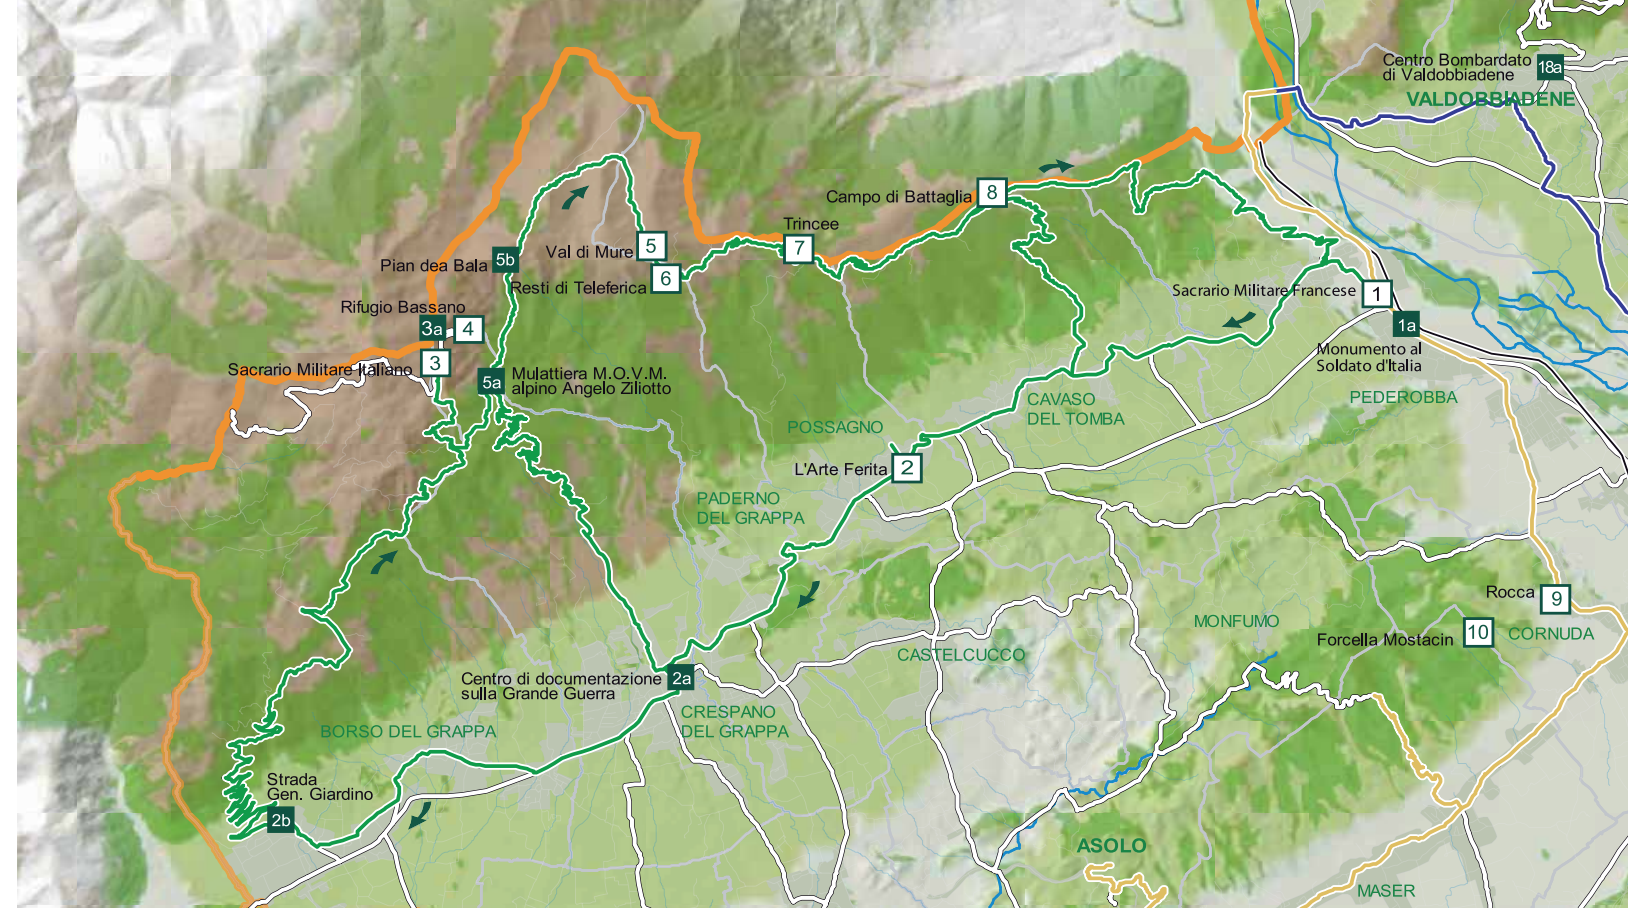 Centro Bombardato
di Valdobbiadene
18a
VALDOBBIADENE
Campo di Battaglia
8
Trincee
7
Val di Mure
5
Pian dea Bala
5b
Resti di Teleferica
6
Sacrario Militare Francese
1
Rifugio Bassano
3a
4
1a
Monumento al
Soldato d'Italia
Sacrario Militare Italiano
3
5a
Mulattiera M.O.V.M.
alpino Angelo Ziliotto
PEDEROBBA
CAVASO
DEL TOMBA
POSSAGNO
L'Arte Ferita
2
PADERNO
DEL GRAPPA
Rocca
9
MONFUMO
Forcella Mostacin
10
CORNUDA
CASTELCUCCO
Centro di documentazione
sulla Grande Guerra
2a
CRESPANO
DEL GRAPPA
BORSO DEL GRAPPA
Strada
Gen. Giardino
2b
ASOLO
MASER